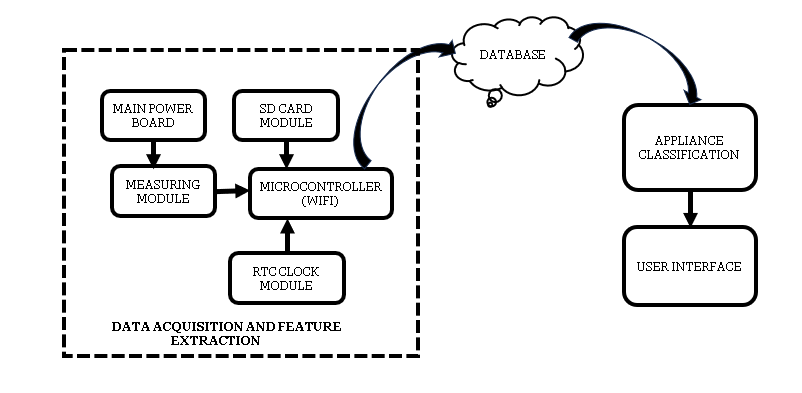 DATABASE
MAIN POWER
BOARD
SD CARD
MODULE
APPLIANCE
CLASSIFICATION
MEASURING
MODULE
MICROCONTROLLER
(WIFI)
RTC CLOCK
MODULE
USER INTERFACE
DATA ACQUISITION AND FEATURE
EXTRACTION